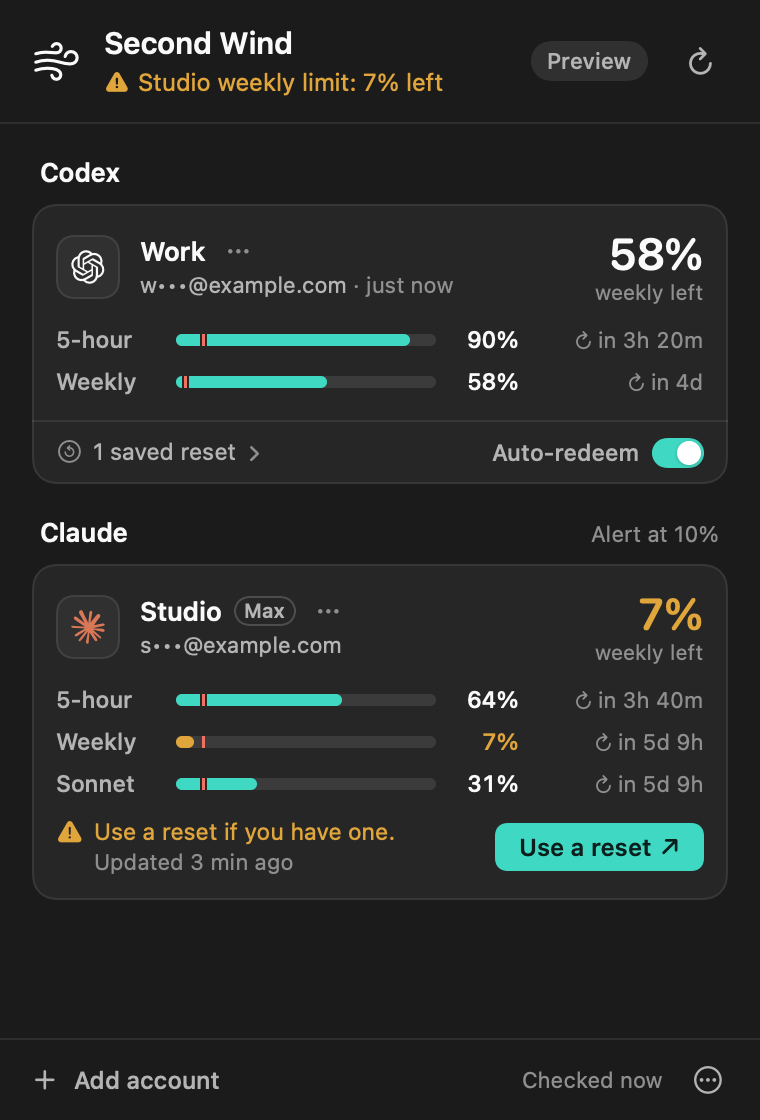 Second Wind
Studio weekly limit: 7% left
Preview
Codex
Work
w•••@example.com · just now
58%
weekly left
5-hour 90% in 3h 20m
Weekly 58% in 4d
1 saved reset
Auto-redeem
Claude
Alert at 10%
Studio Max
s•••@example.com
7%
weekly left
5-hour 64% in 3h 40m
Weekly 7% in 5d 9h
Sonnet 31% in 5d 9h
Use a reset if you have one.
Updated 3 min ago
Use a reset
Add account
Checked now